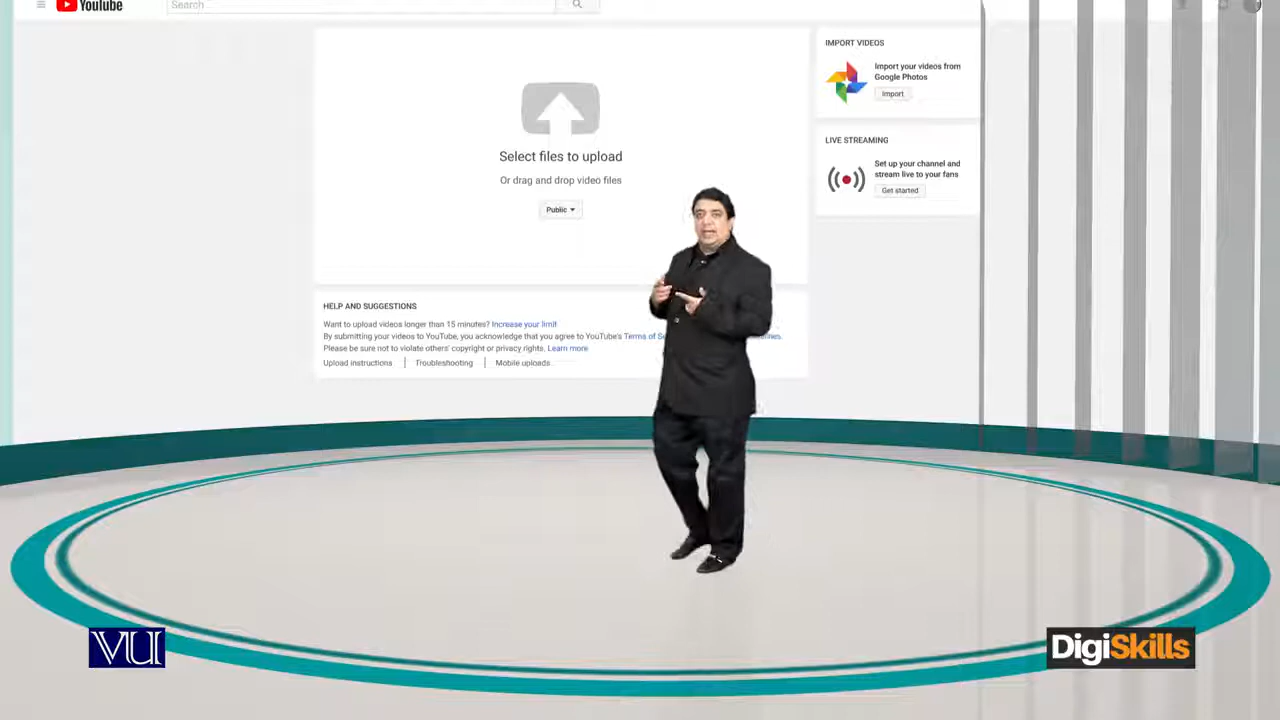 YouTube
Search
IMPORT VIDEOS
Import your videos from
Google Photos
Import
Select files to upload
Or drag and drop video files
Public
LIVE STREAMING
Set up your channel and
stream live to your fans
Get started
HELP AND SUGGESTIONS
Want to upload videos longer than 15 minutes? Increase your limit
By submitting your videos to YouTube, you acknowledge that you agree to YouTube's Terms of
Please be sure not to violate others' copyright or privacy rights. Learn more
Upload instructions
Troubleshooting
Mobile uploads
VU
DigiSkills